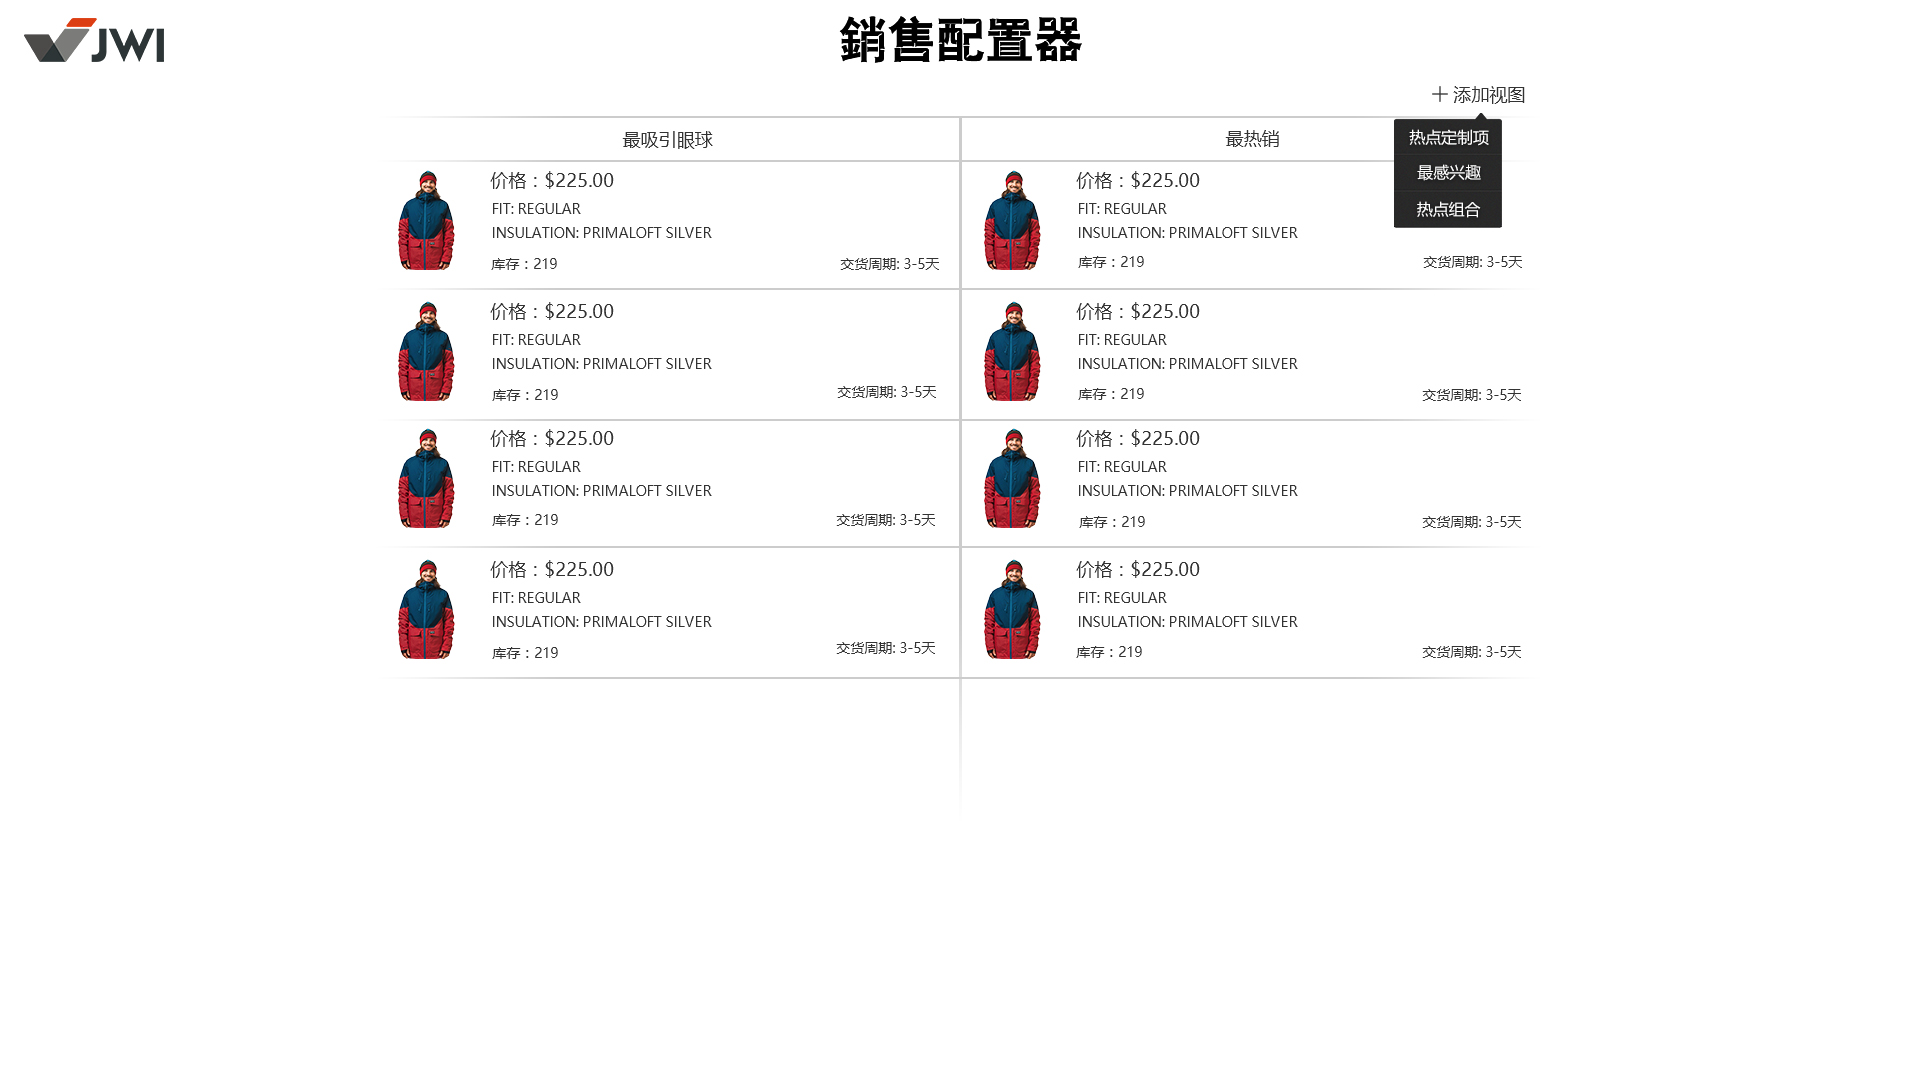 JWI
銷售配置器
添加视图
最吸引眼球
最热销
热点定制项
最感兴趣
热点组合
价格：$225.00
FIT: REGULAR
INSULATION: PRIMALOFT SILVER
库存：219
交货周期: 3-5天
价格：$225.00
FIT: REGULAR
INSULATION: PRIMALOFT SILVER
库存：219
交货周期: 3-5天
价格：$225.00
FIT: REGULAR
INSULATION: PRIMALOFT SILVER
库存：219
交货周期: 3-5天
价格：$225.00
FIT: REGULAR
INSULATION: PRIMALOFT SILVER
库存：219
交货周期: 3-5天
价格：$225.00
FIT: REGULAR
INSULATION: PRIMALOFT SILVER
库存：219
交货周期: 3-5天
价格：$225.00
FIT: REGULAR
INSULATION: PRIMALOFT SILVER
库存：219
交货周期: 3-5天
价格：$225.00
FIT: REGULAR
INSULATION: PRIMALOFT SILVER
库存：219
交货周期: 3-5天
价格：$225.00
FIT: REGULAR
INSULATION: PRIMALOFT SILVER
库存：219
交货周期: 3-5天